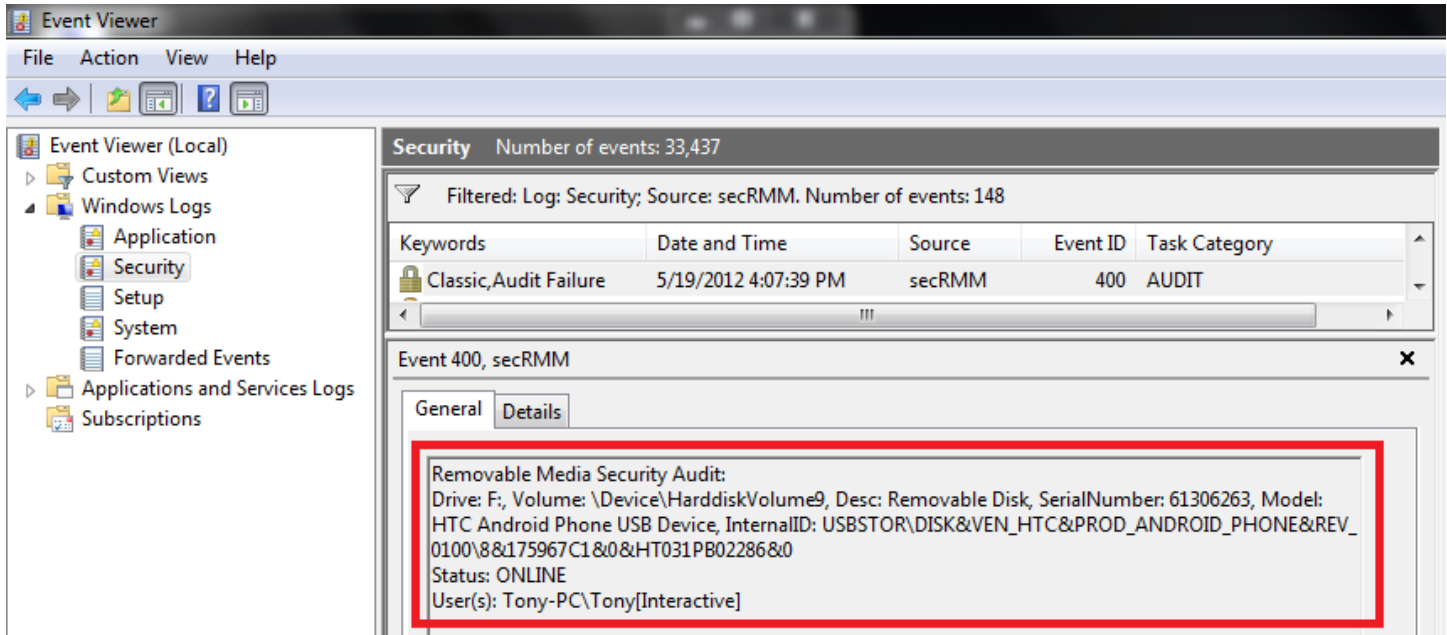 Event Viewer
File Action View Help
Event Viewer (Local)
Custom Views
Windows Logs
Application
Security
Setup
System
Forwarded Events
Applications and Services Logs
Subscriptions
Security Number of events: 33,437
Filtered: Log: Security; Source: secRMM. Number of events: 148
Keywords Date and Time Source Event ID Task Category
Classic,Audit Failure 5/19/2012 4:07:39 PM secRMM 400 AUDIT
Event 400, secRMM
General Details
Removable Media Security Audit:
Drive: F:, Volume: \Device\HarddiskVolume9, Desc: Removable Disk, SerialNumber: 61306263, Model:
HTC Android Phone USB Device, InternalID: USBSTOR\DISK&VEN_HTC&PROD_ANDROID_PHONE&REV_
0100\8&175967C1&0&HT031PB02286&0
Status: ONLINE
User(s): Tony-PC\Tony[Interactive]